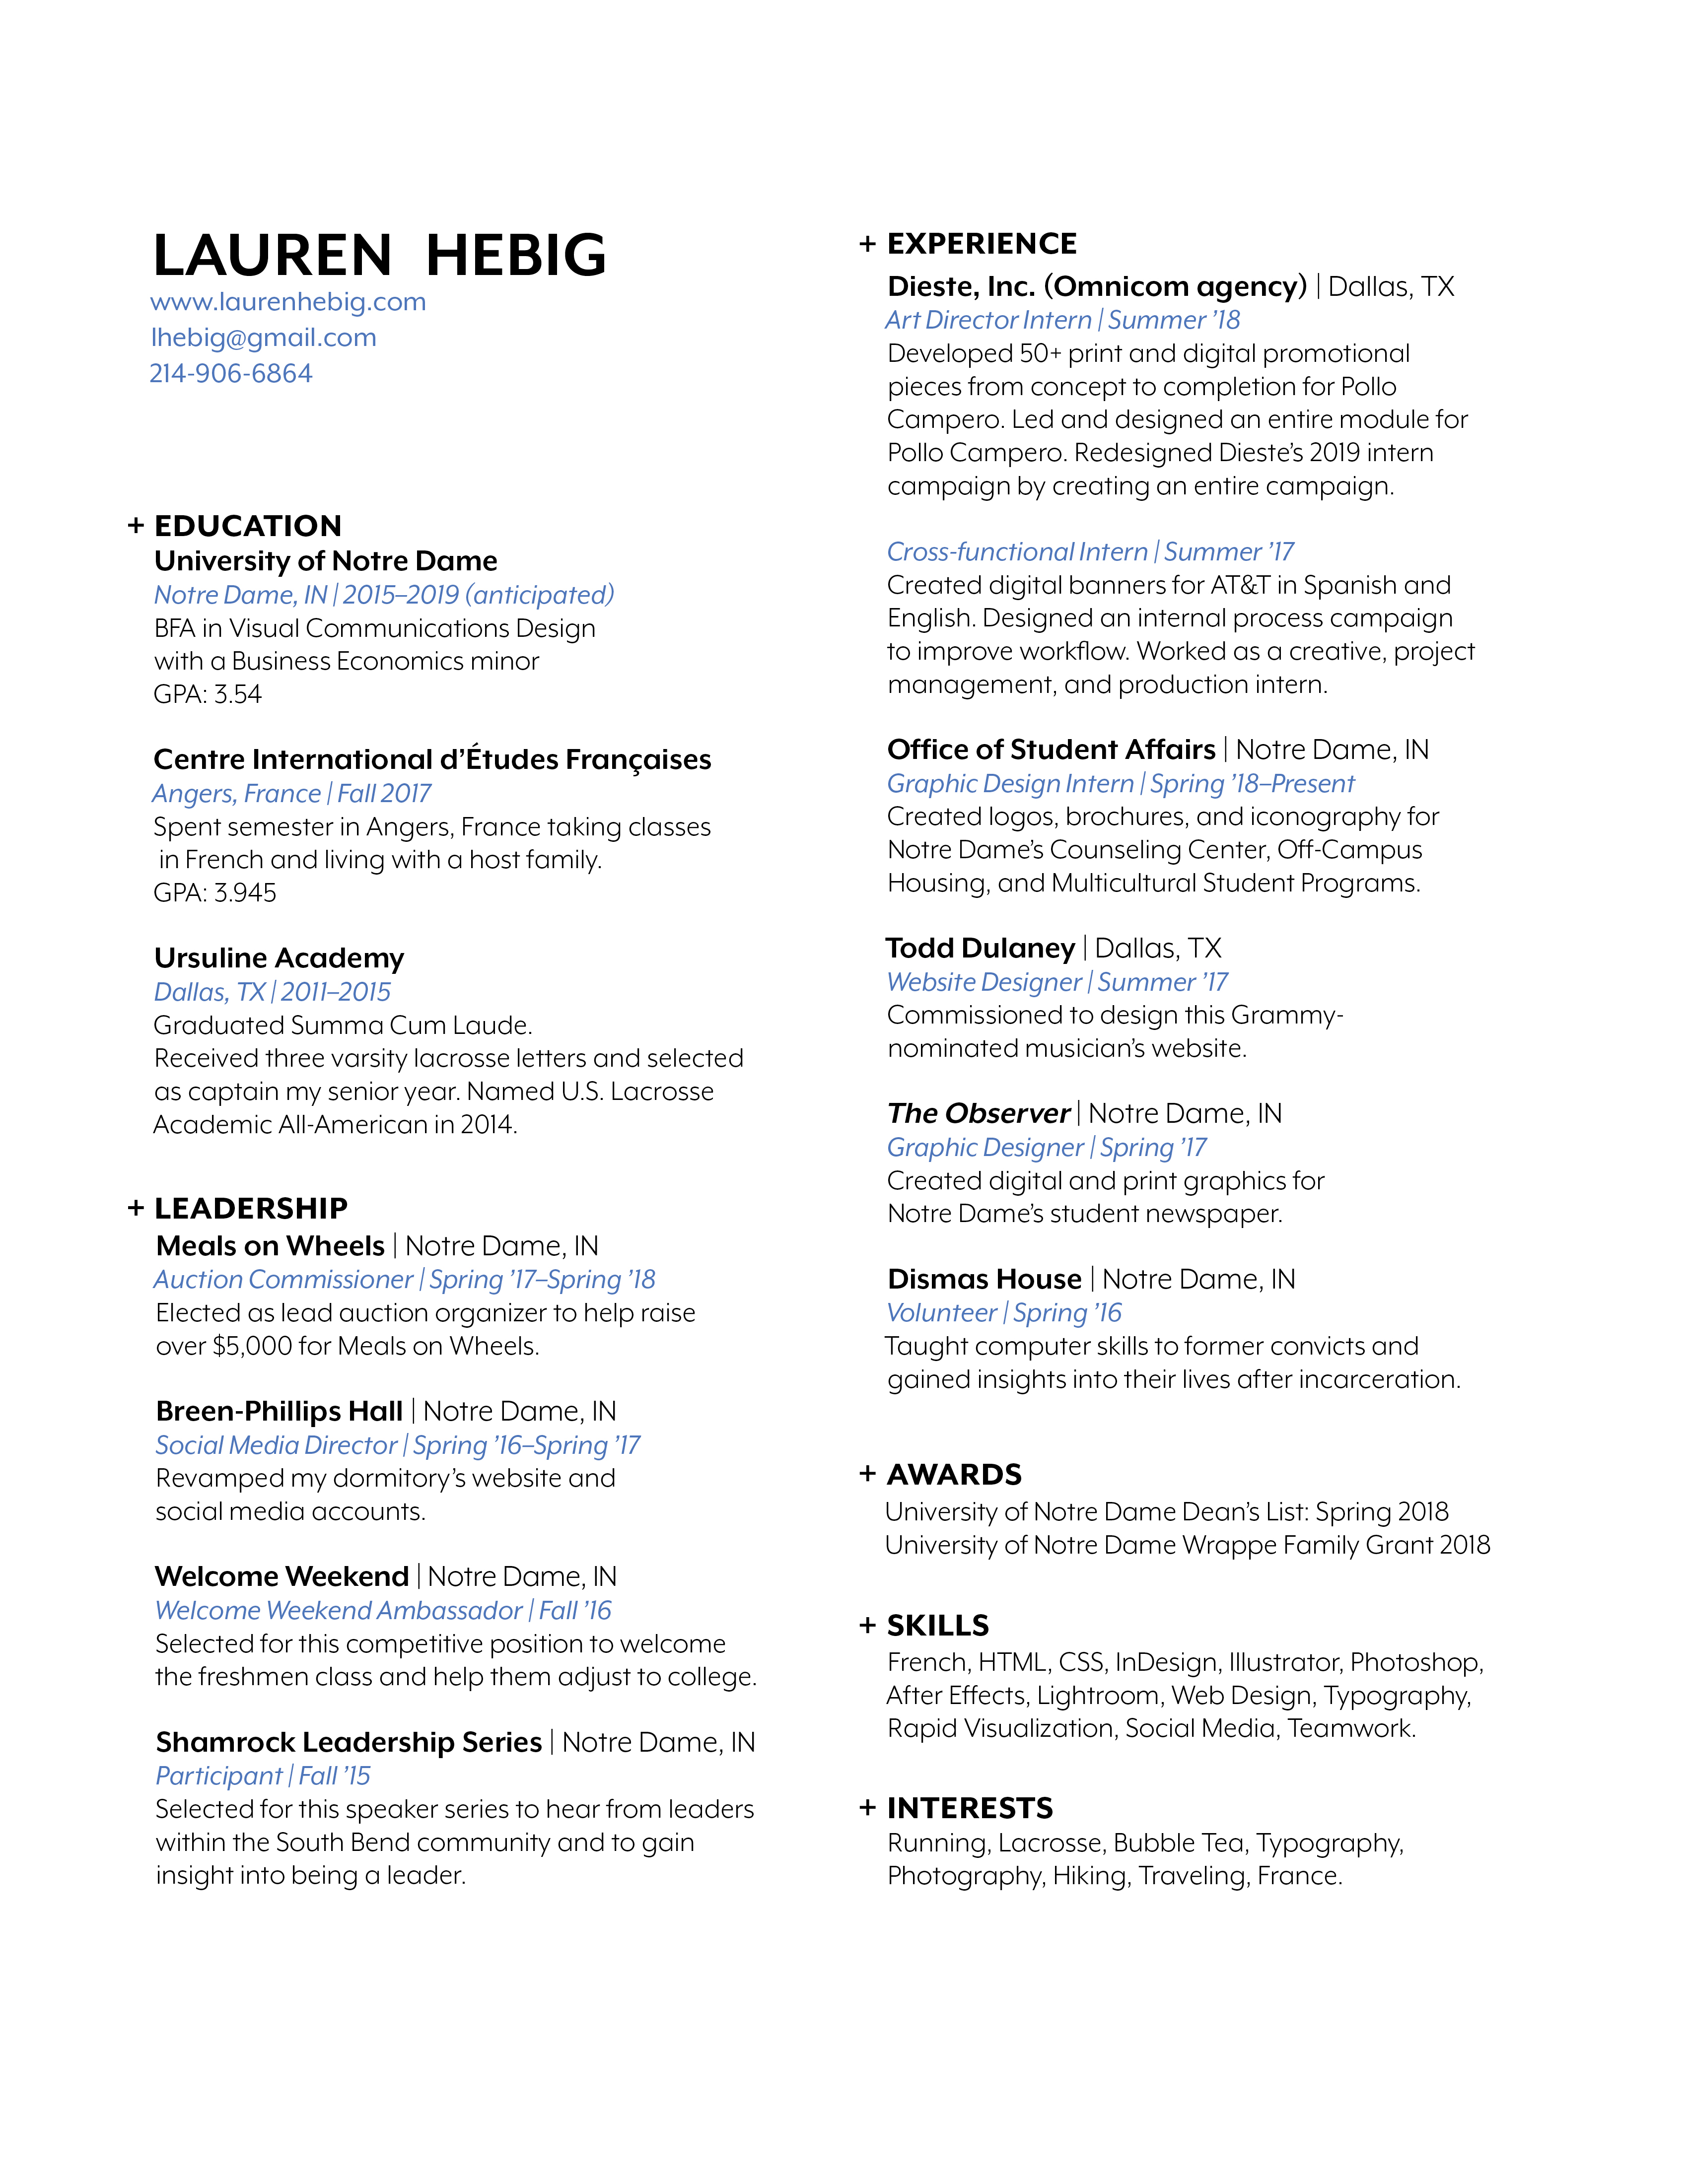 LAUREN HEBIG
www.laurenhebig.com
lhebig@gmail.com
214-906-6864
+ EDUCATION
University of Notre Dame
Notre Dame, IN | 2015–2019 (anticipated)
BFA in Visual Communications Design
with a Business Economics minor
GPA: 3.54
Centre International d’Études Françaises
Angers, France | Fall 2017
Spent semester in Angers, France taking classes
in French and living with a host family.
GPA: 3.945
Ursuline Academy
Dallas, TX | 2011–2015
Graduated Summa Cum Laude.
Received three varsity lacrosse letters and selected
as captain my senior year. Named U.S. Lacrosse
Academic All-American in 2014.
+ LEADERSHIP
Meals on Wheels | Notre Dame, IN
Auction Commissioner | Spring ’17–Spring ’18
Elected as lead auction organizer to help raise
over $5,000 for Meals on Wheels.
Breen-Phillips Hall | Notre Dame, IN
Social Media Director | Spring ’16–Spring ’17
Revamped my dormitory’s website and
social media accounts.
Welcome Weekend | Notre Dame, IN
Welcome Weekend Ambassador | Fall ’16
Selected for this competitive position to welcome
the freshmen class and help them adjust to college.
Shamrock Leadership Series | Notre Dame, IN
Participant | Fall ’15
Selected for this speaker series to hear from leaders
within the South Bend community and to gain
insight into being a leader.
+ EXPERIENCE
Dieste, Inc. (Omnicom agency) | Dallas, TX
Art Director Intern | Summer ’18
Developed 50+ print and digital promotional
pieces from concept to completion for Pollo
Campero. Led and designed an entire module for
Pollo Campero. Redesigned Dieste’s 2019 intern
campaign by creating an entire campaign.
Cross-functional Intern | Summer ’17
Created digital banners for AT&T in Spanish and
English. Designed an internal process campaign
to improve workflow. Worked as a creative, project
management, and production intern.
Office of Student Affairs | Notre Dame, IN
Graphic Design Intern | Spring ’18–Present
Created logos, brochures, and iconography for
Notre Dame’s Counseling Center, Off-Campus
Housing, and Multicultural Student Programs.
Todd Dulaney | Dallas, TX
Website Designer | Summer ’17
Commissioned to design this Grammy-
nominated musician’s website.
The Observer | Notre Dame, IN
Graphic Designer | Spring ’17
Created digital and print graphics for
Notre Dame’s student newspaper.
Dismas House | Notre Dame, IN
Volunteer | Spring ’16
Taught computer skills to former convicts and
gained insights into their lives after incarceration.
+ AWARDS
University of Notre Dame Dean’s List: Spring 2018
University of Notre Dame Wrappe Family Grant 2018
+ SKILLS
French, HTML, CSS, InDesign, Illustrator, Photoshop,
After Effects, Lightroom, Web Design, Typography,
Rapid Visualization, Social Media, Teamwork.
+ INTERESTS
Running, Lacrosse, Bubble Tea, Typography,
Photography, Hiking, Traveling, France.